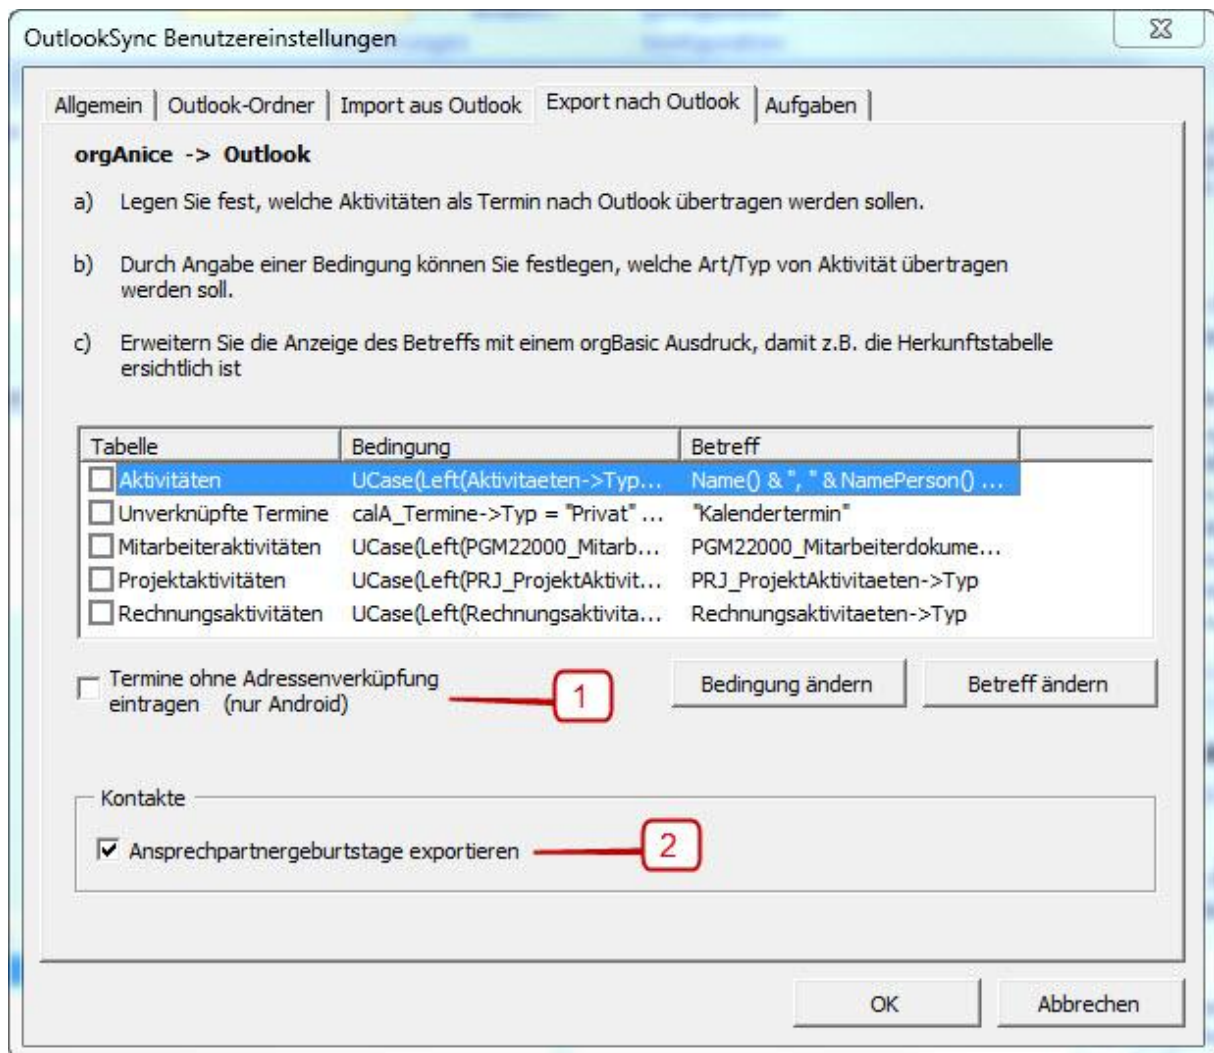 OutlookSync Benutzereinstellungen
Allgemein Outlook-Ordner Import aus Outlook Export nach Outlook Aufgaben
orgAnice -> Outlook
a) Legen Sie fest, welche Aktivitäten als Termin nach Outlook übertragen werden sollen.
b) Durch Angabe einer Bedingung können Sie festlegen, welche Art/Typ von Aktivität übertragen
werden soll.
c) Erweitern Sie die Anzeige des Betreffs mit einem orgBasic Ausdruck, damit z.B. die Herkunftstabelle
ersichtlich ist
Tabelle Bedingung Betreff
Aktivitäten UCase(Left(Aktivitaeten->Typ... Name() & ", " & NamePerson() ...
Unverknüpfte Termine calA_Termine->Typ = "Privat" ... "Kalendertermin"
Mitarbeiteraktivitäten UCase(Left(PGM22000_Mitarb... PGM22000_Mitarbeiterdokume...
Projektaktivitäten UCase(Left(PRJ_ProjektAktivit... PRJ_ProjektAktivitaeten->Typ
Rechnungsaktivitäten UCase(Left(Rechnungsaktivita... Rechnungsaktivitaeten->Typ
Termine ohne Adressenverküpfung
eintragen (nur Android)
1
Bedingung ändern Betreff ändern
Kontakte
Ansprechpartnergeburtstage exportieren 2
OK Abbrechen